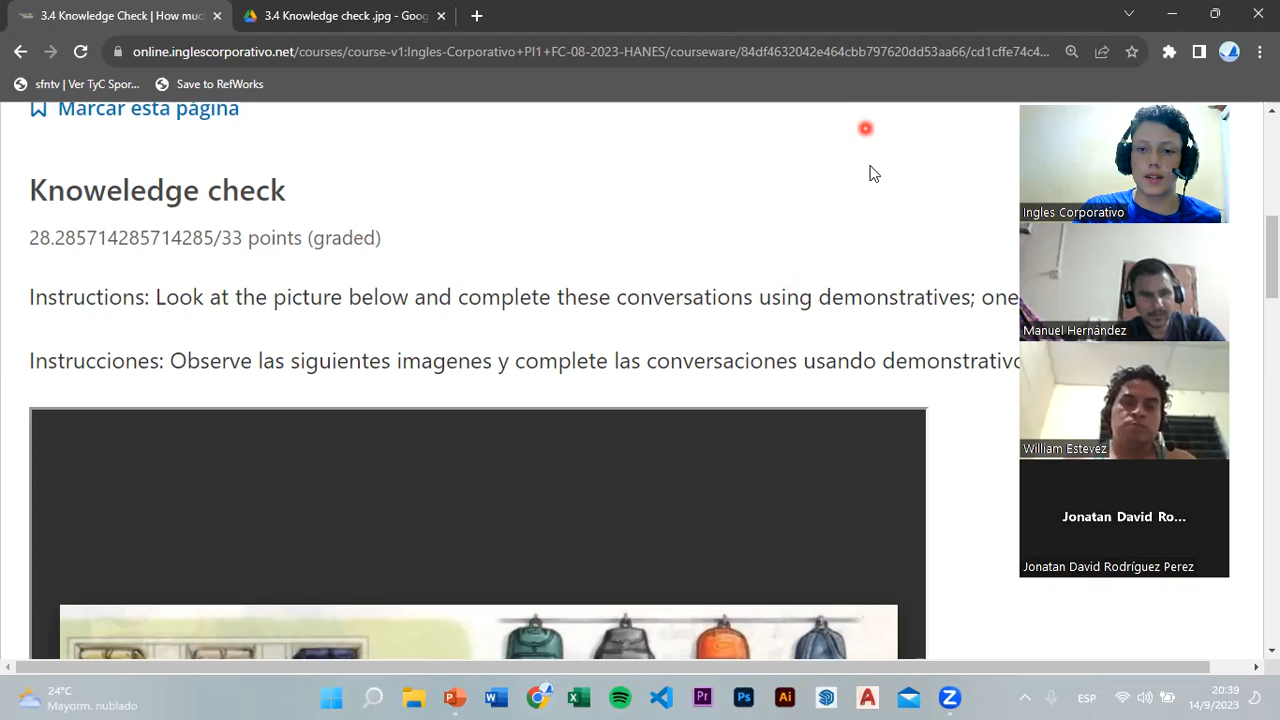 3.4 Knowledge Check | How muc
3.4 Knowledge check .jpg - Goog
online.inglescorporativo.net/courses/course-v1:Ingles-Corporativo+PI1+FC-08-2023-HANES/courseware/84df4632042e464cbb797620dd53aa66/cd1cffe74c4...
sfntv | Ver TyC Spor...
Save to RefWorks
Marcar esta página
Knoweledge check
28.285714285714285/33 points (graded)
Instructions: Look at the picture below and complete these conversations using demonstratives; one
Instrucciones: Observe las siguientes imagenes y complete las conversaciones usando demonstrativo
Ingles Corporativo
Manuel Hernández
William Estevez
Jonatan David Ro...
Jonatan David Rodríguez Perez
24°C
Mayorm. nublado
ESP
20:39
14/9/2023